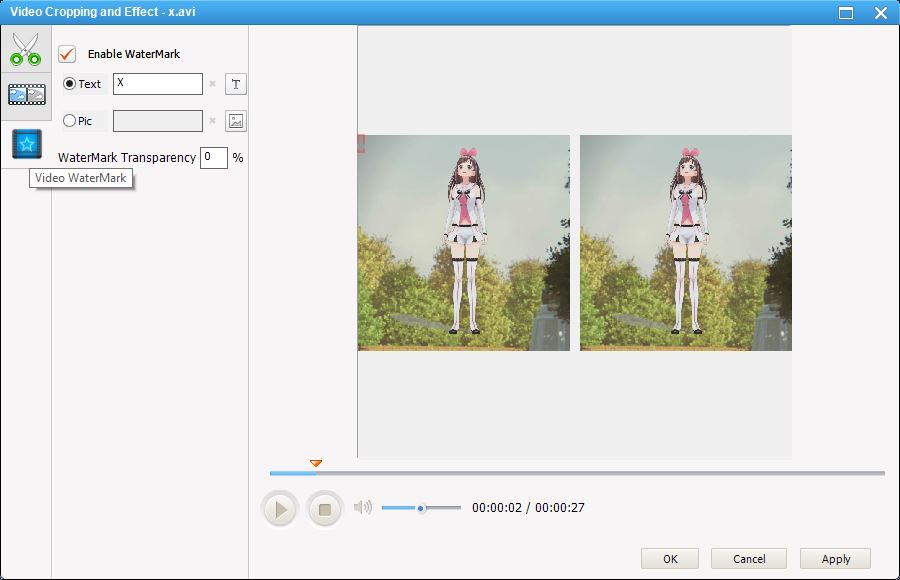 Video Cropping and Effect - x.avi
Enable WaterMark
Text X T
Pic
WaterMark Transparency 0 %
Video WaterMark
00:00:02 / 00:00:27
OK Cancel Apply